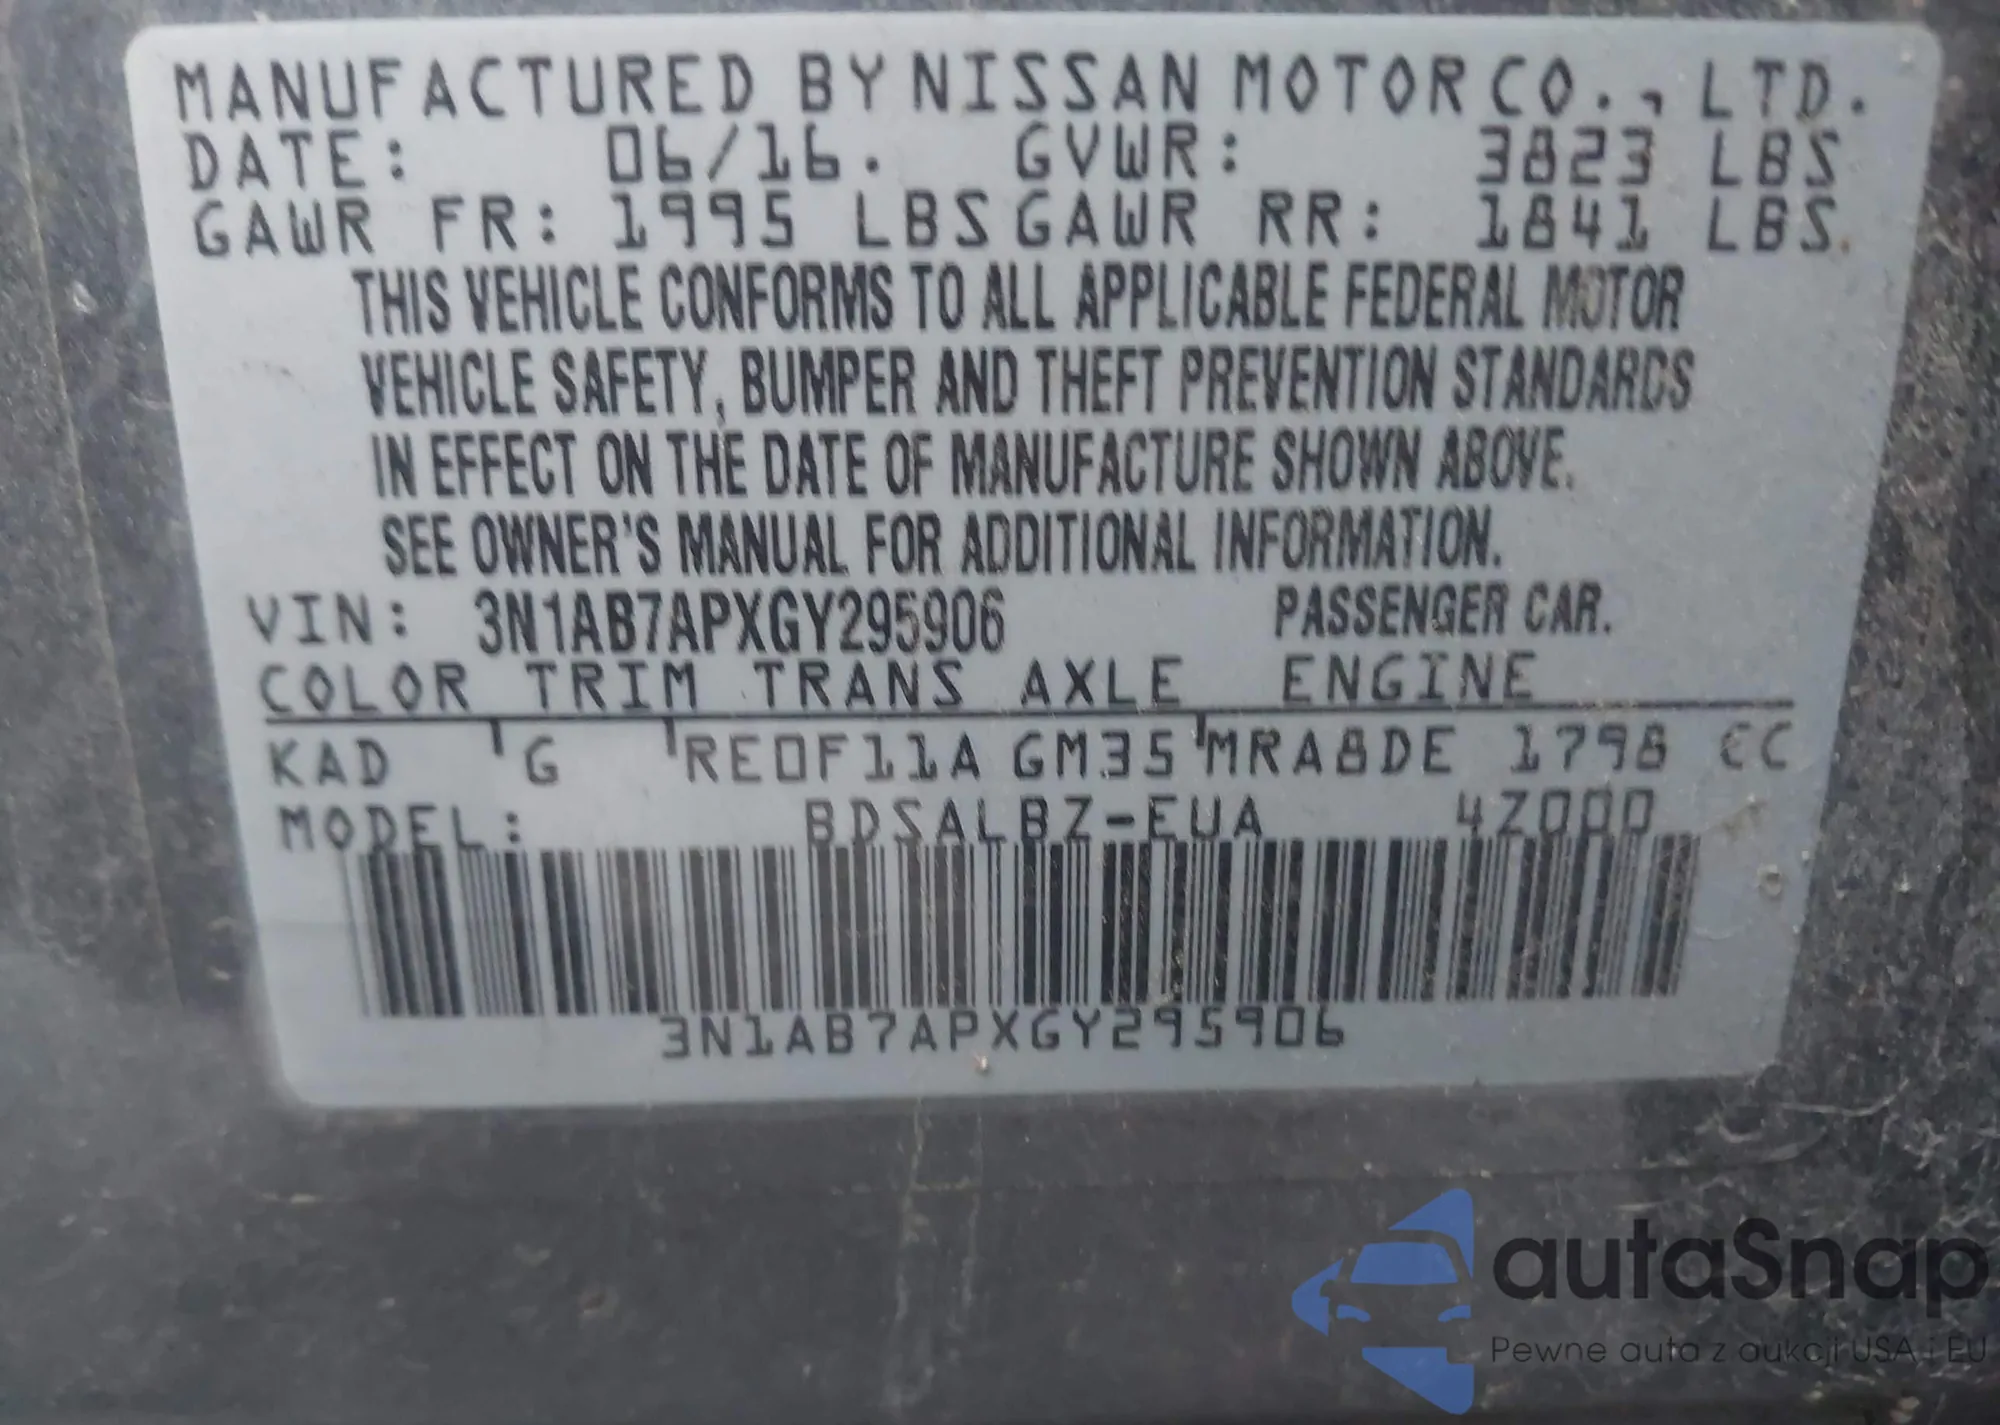 MANUFACTURED BY NISSAN MOTOR CO., LTD.
DATE: 06/16. GVWR: 3823 LBS
GAWR FR: 1995 LBS GAWR RR: 1841 LBS.
THIS VEHICLE CONFORMS TO ALL APPLICABLE FEDERAL MOTOR
VEHICLE SAFETY, BUMPER AND THEFT PREVENTION STANDARDS
IN EFFECT ON THE DATE OF MANUFACTURE SHOWN ABOVE.
SEE OWNER'S MANUAL FOR ADDITIONAL INFORMATION.
VIN: 3N1AB7APXGY295906 PASSENGER CAR.
COLOR TRIM TRANS AXLE ENGINE
KAD G RE0F11A GM35 MRA8DE 1798 CC
MODEL: BDSALBZ-EUA 4Z000
3N1AB7APXGY295906
autaSnap
Pewne auta z aukcji USA i EU